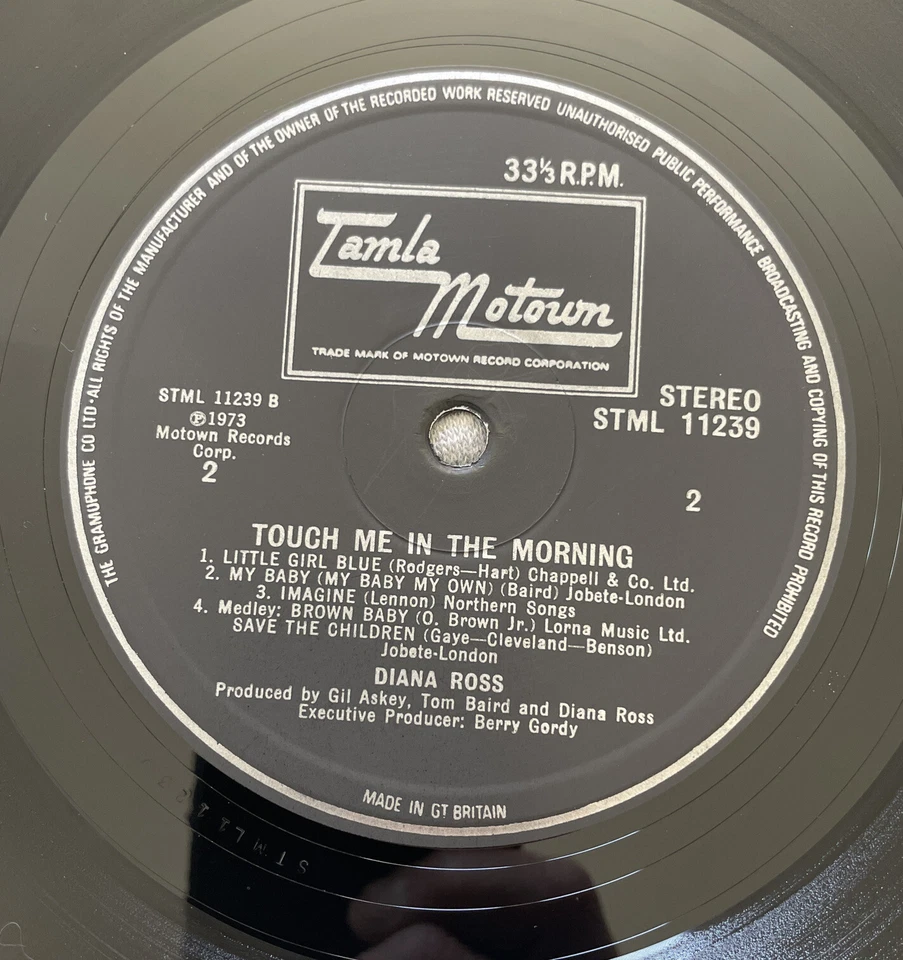 THE GRAMOPHONE CO LTD · ALL RIGHTS OF THE MANUFACTURER AND OF THE OWNER OF THE RECORDED WORK RESERVED UNAUTHORISED PUBLIC PERFORMANCE BROADCASTING AND COPYING OF THIS RECORD PROHIBITED
33⅓ R.P.M.
Tamla
Motown
TRADE MARK OF MOTOWN RECORD CORPORATION
STML 11239 B
Ⓟ1973
Motown Records
Corp.
2
STEREO
STML 11239
2
TOUCH ME IN THE MORNING
1. LITTLE GIRL BLUE (Rodgers—Hart) Chappell & Co. Ltd.
2. MY BABY (MY BABY MY OWN) (Baird) Jobete-London
3. IMAGINE (Lennon) Northern Songs
4. Medley: BROWN BABY (O. Brown Jr.) Lorna Music Ltd.
SAVE THE CHILDREN (Gaye—Cleveland—Benson)
Jobete-London
DIANA ROSS
Produced by Gil Askey, Tom Baird and Diana Ross
Executive Producer: Berry Gordy
MADE IN GT BRITAIN